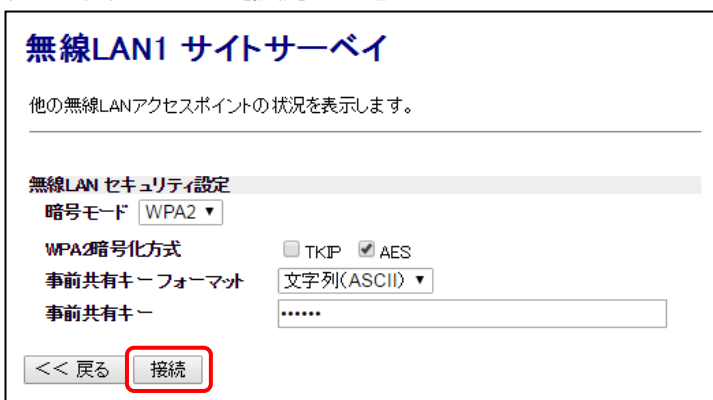 無線LAN1 サイトサーベイ
他の無線LANアクセスポイントの状況を表示します。
無線LAN セキュリティ設定
暗号モード WPA2 ▼
WPA2暗号化方式 TKIP AES
事前共有キーフォーマット 文字列(ASCII) ▼
事前共有キー ••••••
<< 戻る 接続